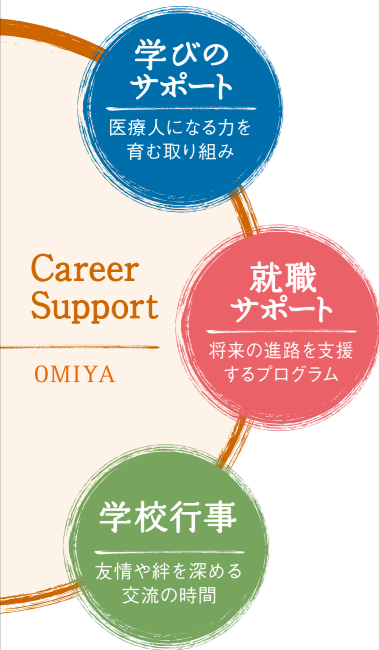 学びの
サポート
医療人になる力を
育む取り組み
Career
Support
OMIYA
就職
サポート
将来の進路を支援
するプログラム
学校行事
友情や絆を深める
交流の時間